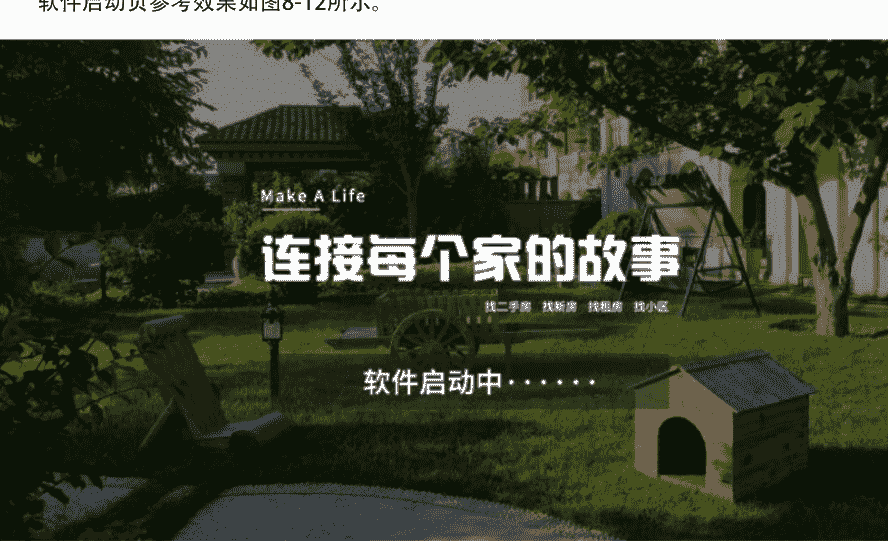 软件启动页参考效果如图8-12所示。
Make A Life
连接每个家的故事
找二手房 找新房 找租房 找小区
软件启动中······